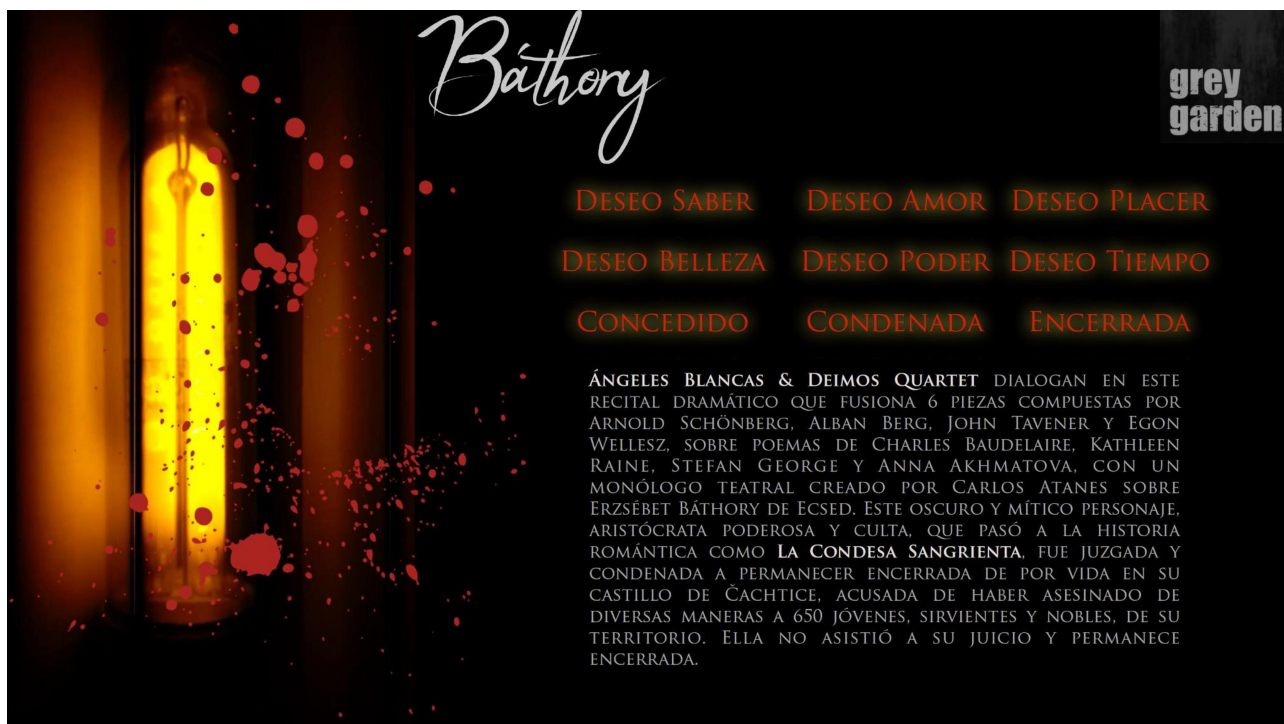 Báthory
grey
garden
DESEO SABER DESEO AMOR DESEO PLACER
DESEO BELLEZA DESEO PODER DESEO TIEMPO
CONCEDIDO CONDENADA ENCERRADA
ÁNGELES BLANCAS & DEIMOS QUARTET DIALOGAN EN ESTE
RECITAL DRAMÁTICO QUE FUSIONA 6 PIEZAS COMPUESTAS POR
ARNOLD SCHÖNBERG, ALBAN BERG, JOHN TAVENER Y EGON
WELLESZ, SOBRE POEMAS DE CHARLES BAUDELAIRE, KATHLEEN
RAINE, STEFAN GEORGE Y ANNA AKHMATOVA, CON UN
MONÓLOGO TEATRAL CREADO POR CARLOS ATANES SOBRE
ERZSÉBET BÁTHORY DE ECSED. ESTE OSCURO Y MÍTICO PERSONAJE,
ARISTÓCRATA PODEROSA Y CULTA, QUE PASÓ A LA HISTORIA
ROMÁNTICA COMO LA CONDESA SANGRIENTA, FUE JUZGADA Y
CONDENADA A PERMANECER ENCERRADA DE POR VIDA EN SU
CASTILLO DE ČACHTICE, ACUSADA DE HABER ASESINADO DE
DIVERSAS MANERAS A 650 JÓVENES, SIRVIENTES Y NOBLES, DE SU
TERRITORIO. ELLA NO ASISTIÓ A SU JUICIO Y PERMANECE
ENCERRADA.